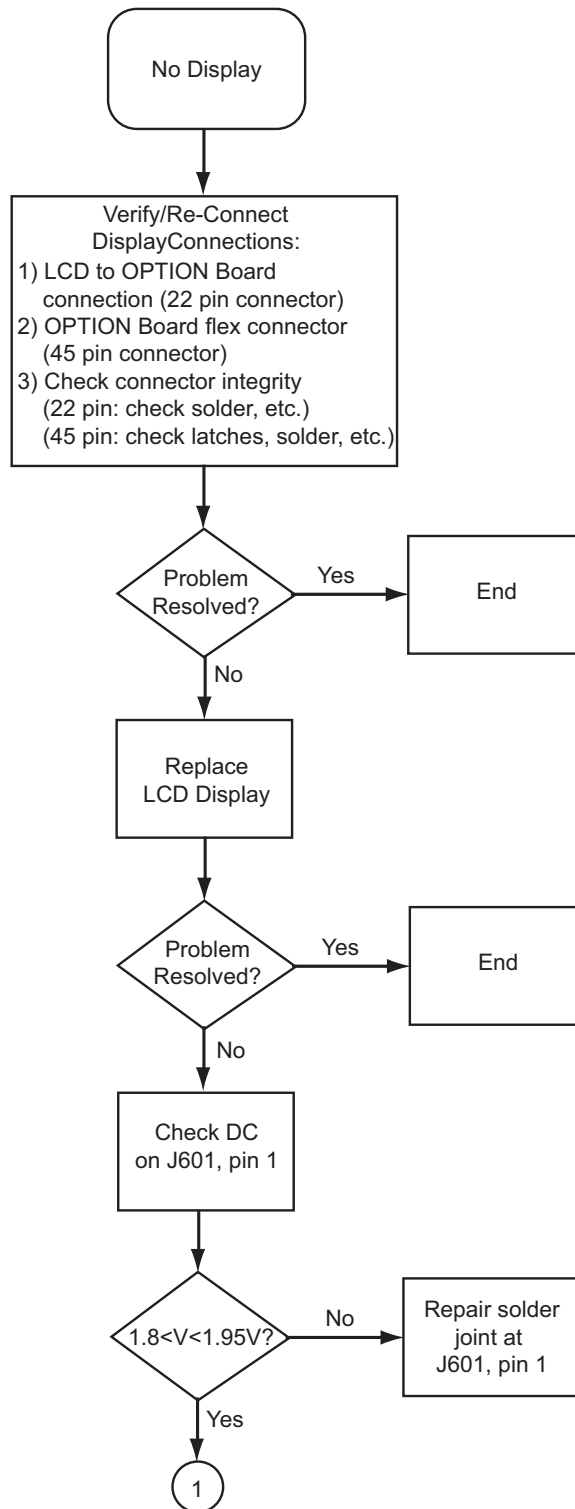 No Display
Verify/Re-Connect
DisplayConnections:
1) LCD to OPTION Board
connection (22 pin connector)
2) OPTION Board flex connector
(45 pin connector)
3) Check connector integrity
(22 pin: check solder, etc.)
(45 pin: check latches, solder, etc.)
Problem
Resolved?
Yes
End
No
Replace
LCD Display
Problem
Resolved?
Yes
End
No
Check DC
on J601, pin 1
1.8<V<1.95V?
No
Repair solder
joint at
J601, pin 1
Yes
1